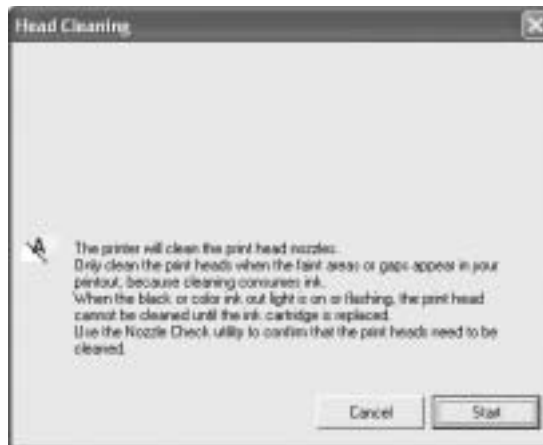 Head Cleaning
The printer will clean the print head nozzles.
Only clean the print heads when the faint areas or gaps appear in your
printout, because cleaning consumes ink.
When the black or color ink out light is on or flashing, the print head
cannot be cleaned until the ink cartridge is replaced.
Use the Nozzle Check utility to confirm that the print heads need to be
cleaned.
Cancel
Start